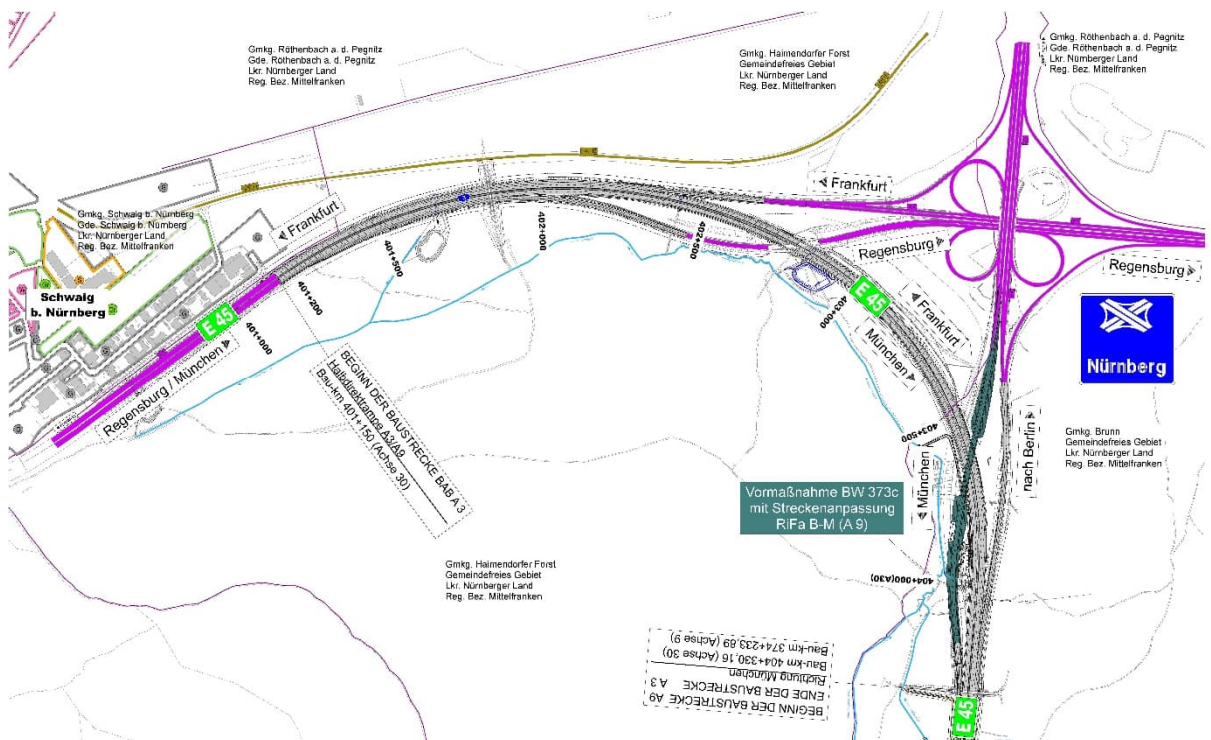 Gmkg. Röthenbach a. d. Pegnitz
Gde. Röthenbach a. d. Pegnitz
Lkr. Nürnberger Land
Reg. Bez. Mittelfranken
Gmkg. Haimendorfer Forst
Gemeindefreies Gebiet
Lkr. Nürnberger Land
Reg. Bez. Mittelfranken
Gmkg. Röthenbach a. d. Pegnitz
Gde. Röthenbach a. d. Pegnitz
Lkr. Nürnberger Land
Reg. Bez. Mittelfranken
Frankfurt
Gmkg. Schwaig b. Nürnberg
Gde. Schwaig b. Nürnberg
Lkr. Nürnberger Land
Reg. Bez. Mittelfranken
Frankfurt
401+500
402+000
402+500
Regensburg
Regensburg
Schwaig
b. Nürnberg
E 45
401+000
401+200
Regensburg / München
E 45
403+000
Frankfurt
München
Nürnberg
BEGINN DER BAUSTRECKE BAB A 3
Halbdirektrampe A3/A9
Bau-km 401+150 (Achse 30)
403+500
München
nach Berlin
Gmkg. Brunn
Gemeindefreies Gebiet
Lkr. Nürnberger Land
Reg. Bez. Mittelfranken
Vormaßnahme BW 373c
mit Streckenanpassung
RiFa B-M (A 9)
Gmkg. Haimendorfer Forst
Gemeindefreies Gebiet
Lkr. Nürnberger Land
Reg. Bez. Mittelfranken
404+000(A30)
BEGINN DER BAUSTRECKE A9
ENDE DER BAUSTRECKE A 3
Richtung München
Bau-km 404+330,16 (Achse 30)
Bau-km 374+233,69 (Achse 9)
E 45